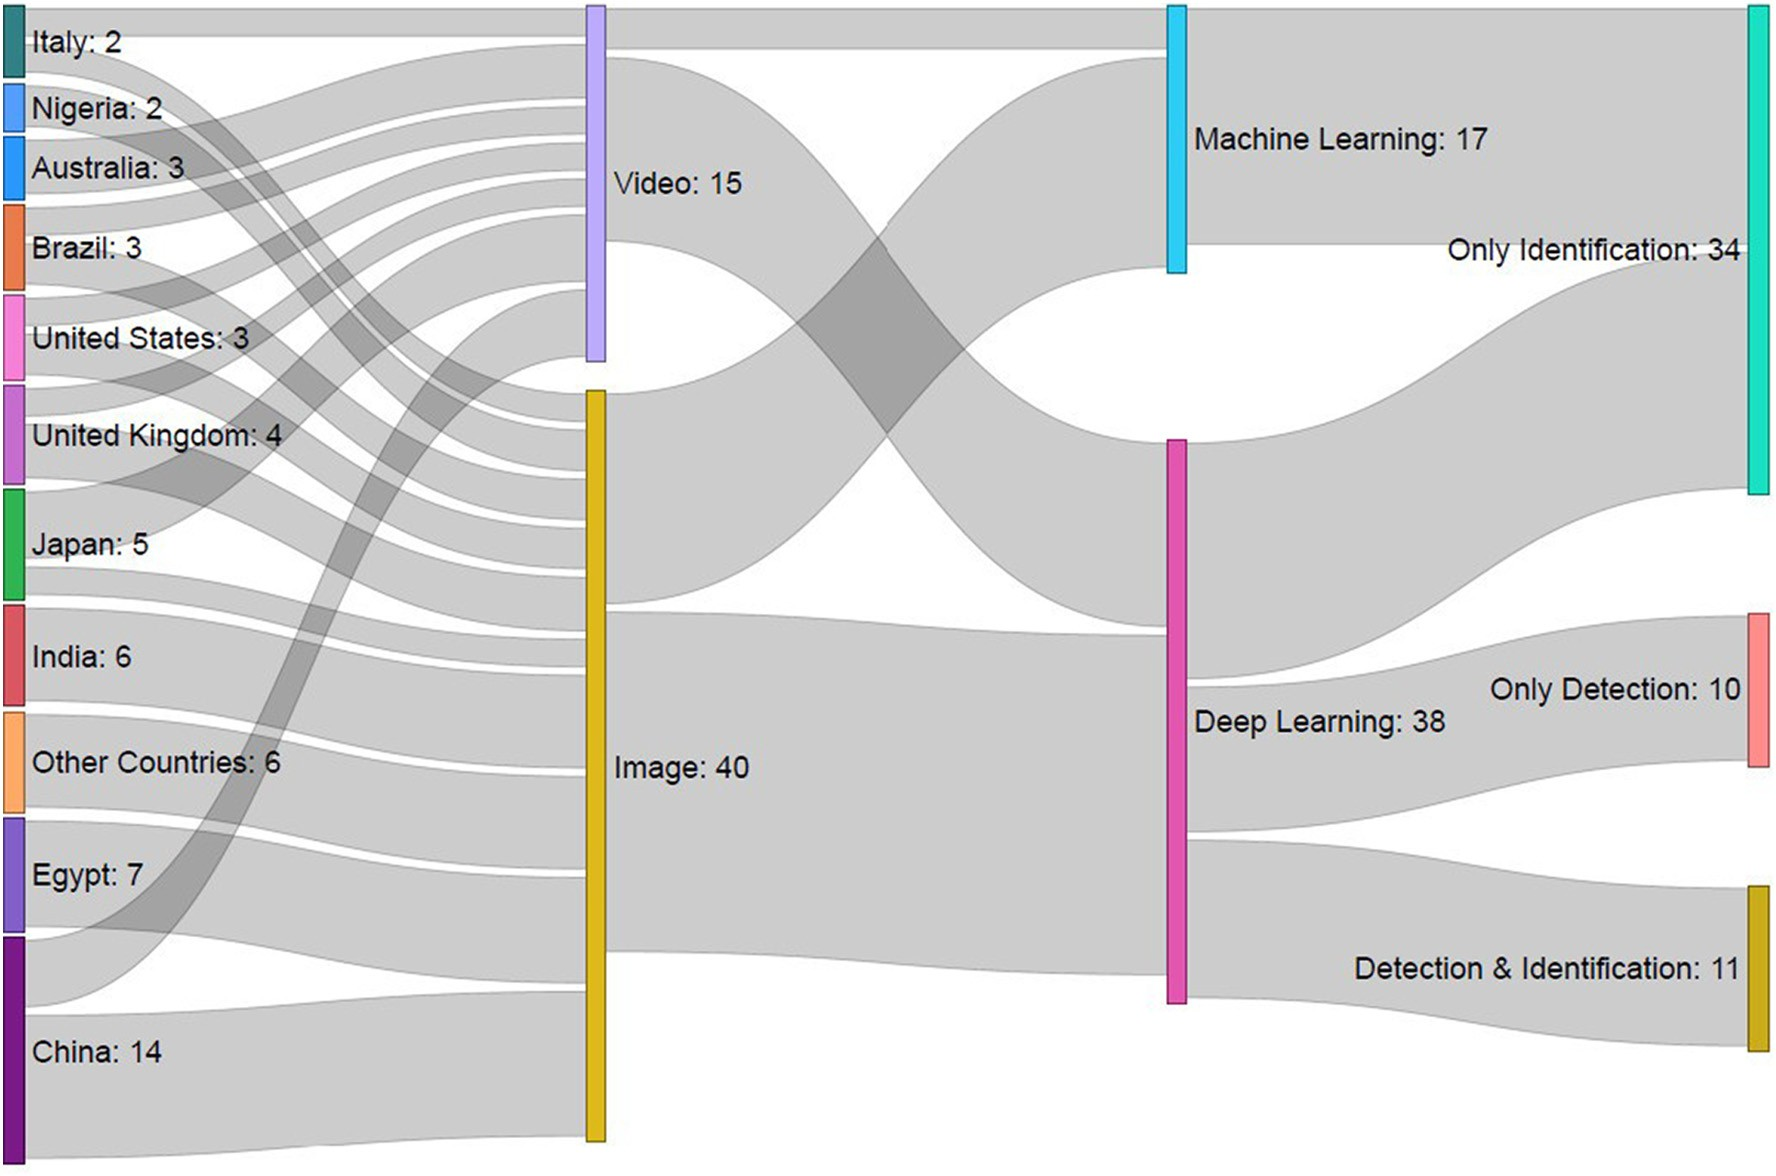 Italy: 2
Nigeria: 2
Australia: 3
Brazil: 3
United States: 3
United Kingdom: 4
Japan: 5
India: 6
Other Countries: 6
Egypt: 7
China: 14
Video: 15
Image: 40
Machine Learning: 17
Deep Learning: 38
Only Identification: 34
Only Detection: 10
Detection & Identification: 11